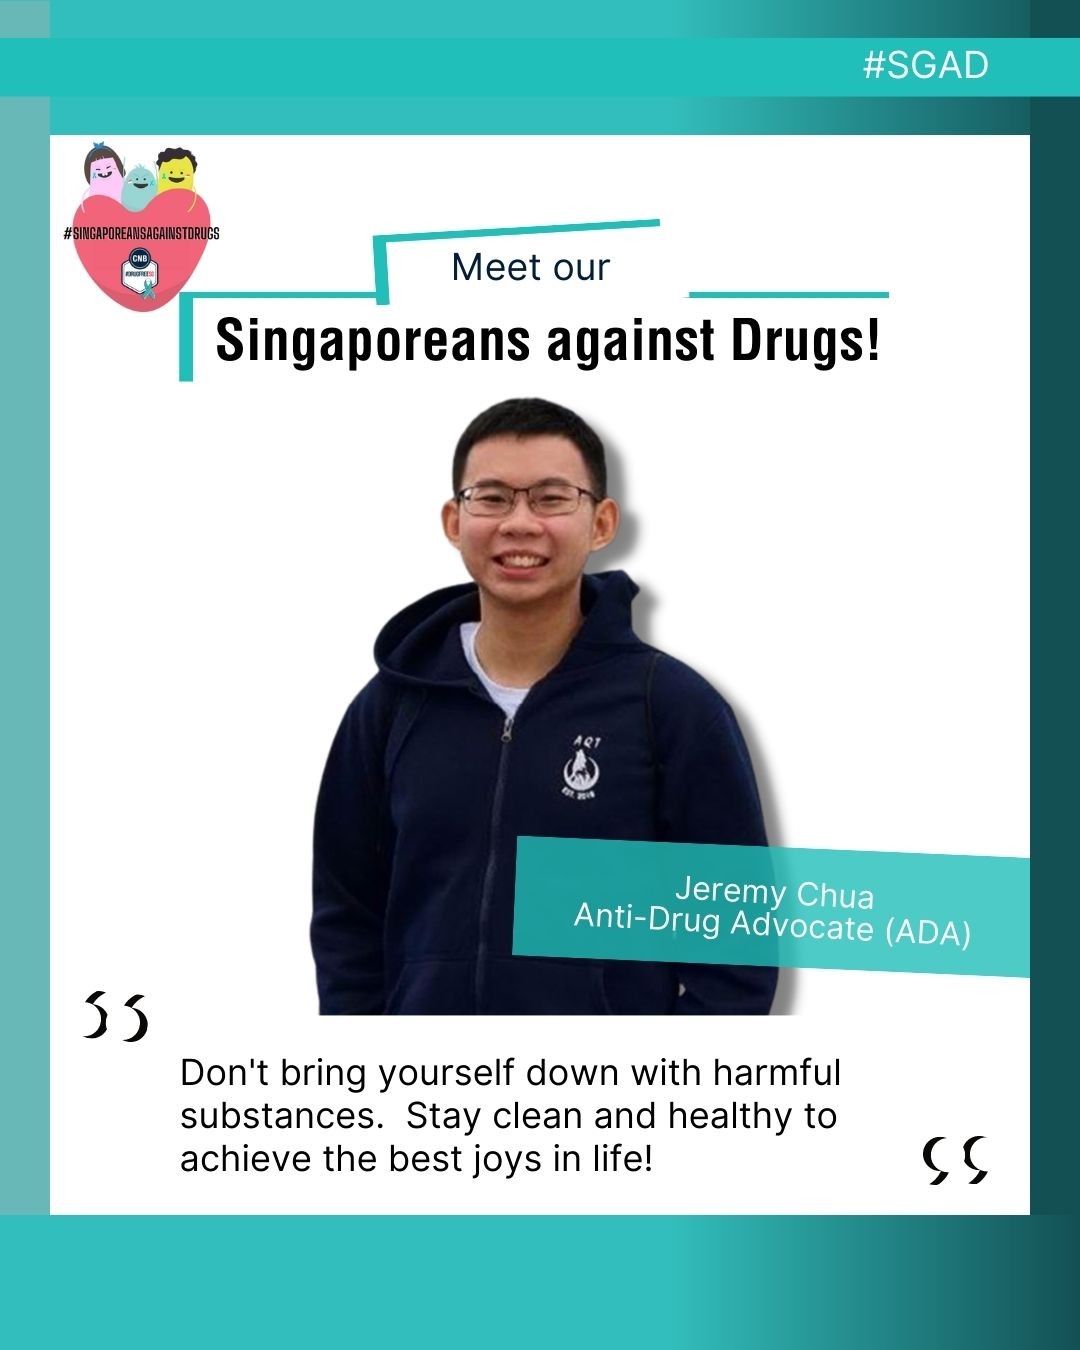 #SGAD
#SINGAPOREANSAGAINSTDRUGS
CNB
#DRUGFREESG
Meet our
Singaporeans against Drugs!
AQT
EST. 2018
Jeremy Chua
Anti-Drug Advocate (ADA)
Don't bring yourself down with harmful
substances.  Stay clean and healthy to
achieve the best joys in life!